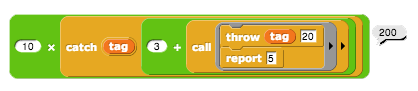 10 × catch tag 3 + call throw tag 20 200
report 5